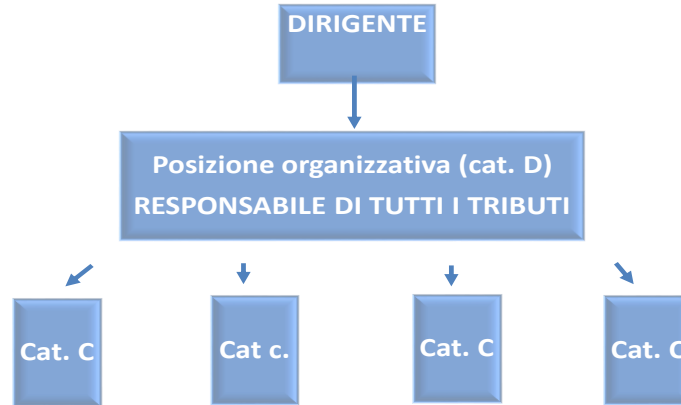 DIRIGENTE
Posizione organizzativa (cat. D)
RESPONSABILE DI TUTTI I TRIBUTI
Cat. C
Cat c.
Cat. C
Cat. C